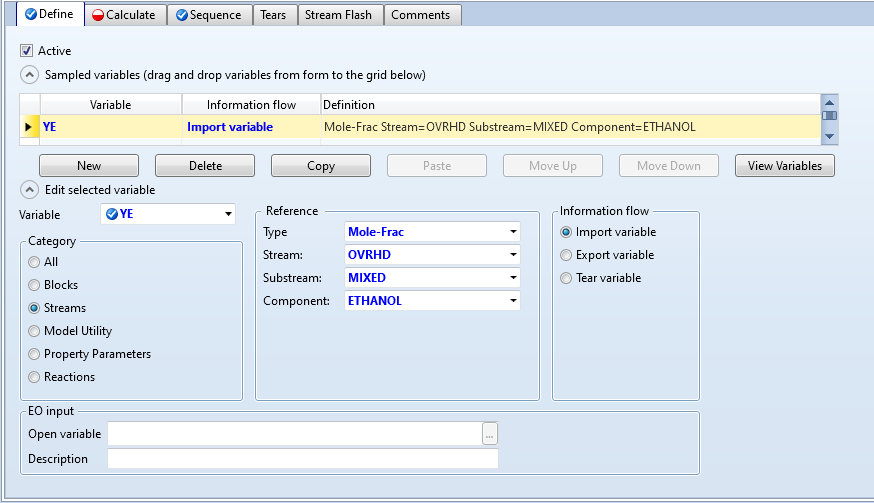 Define Calculate Sequence Tears Stream Flash Comments
Active
Sampled variables (drag and drop variables from form to the grid below)
Variable Information flow Definition
YE Import variable Mole-Frac Stream=OVRHD Substream=MIXED Component=ETHANOL
New Delete Copy Paste Move Up Move Down View Variables
Edit selected variable
Variable YE
Category
All
Blocks
Streams
Model Utility
Property Parameters
Reactions
Reference
Type Mole-Frac
Stream: OVRHD
Substream: MIXED
Component: ETHANOL
Information flow
Import variable
Export variable
Tear variable
EO input
Open variable ...
Description